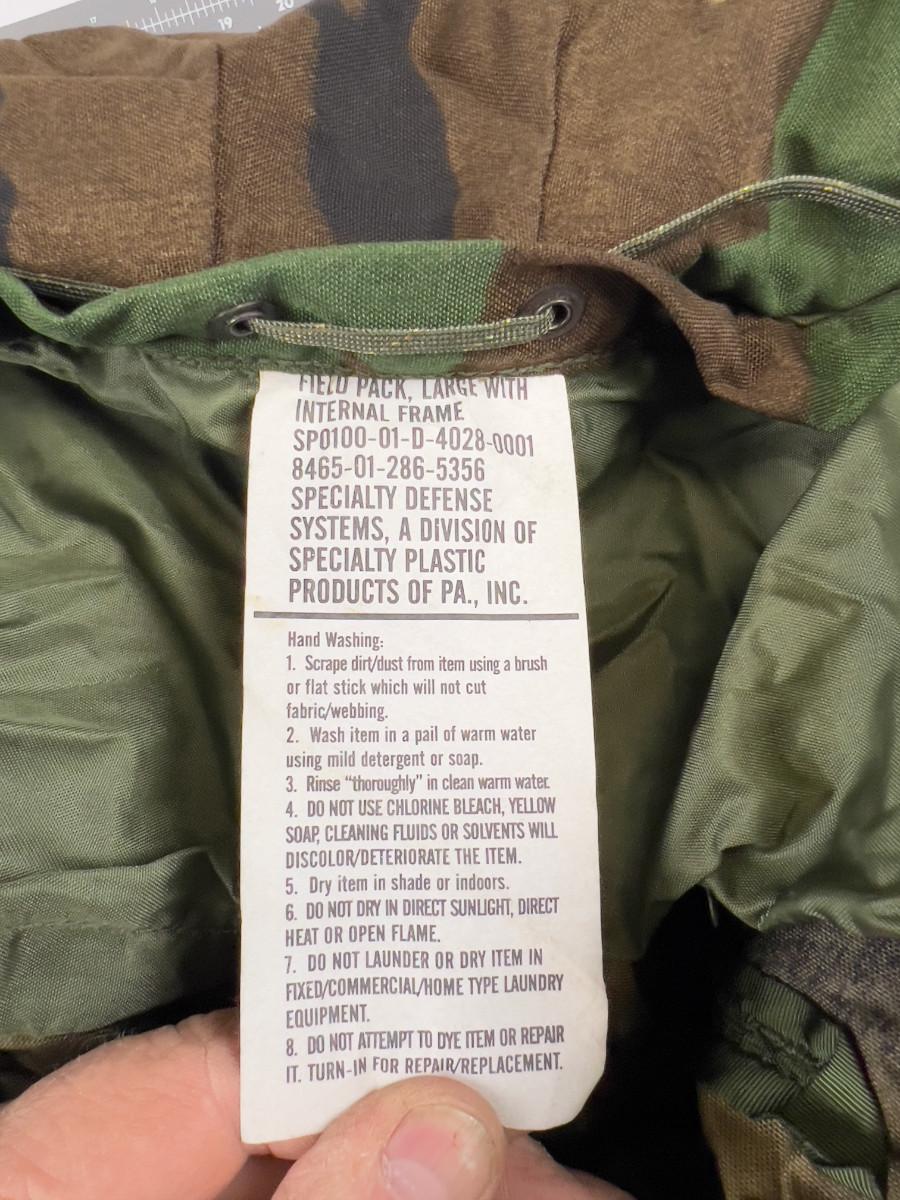 17
19
20
FIELD PACK, LARGE WITH
INTERNAL FRAME
SP0100-01-D-4028-0001
8465-01-286-5356
SPECIALTY DEFENSE
SYSTEMS, A DIVISION OF
SPECIALTY PLASTIC
PRODUCTS OF PA., INC.
Hand Washing:
1. Scrape dirt/dust from item using a brush
or flat stick which will not cut
fabric/webbing.
2. Wash item in a pail of warm water
using mild detergent or soap.
3. Rinse “thoroughly” in clean warm water.
4. DO NOT USE CHLORINE BLEACH, YELLOW
SOAP, CLEANING FLUIDS OR SOLVENTS WILL
DISCOLOR/DETERIORATE THE ITEM.
5. Dry item in shade or indoors.
6. DO NOT DRY IN DIRECT SUNLIGHT, DIRECT
HEAT OR OPEN FLAME.
7. DO NOT LAUNDER OR DRY ITEM IN
FIXED/COMMERCIAL/HOME TYPE LAUNDRY
EQUIPMENT.
8. DO NOT ATTEMPT TO DYE ITEM OR REPAIR
IT. TURN-IN FOR REPAIR/REPLACEMENT.